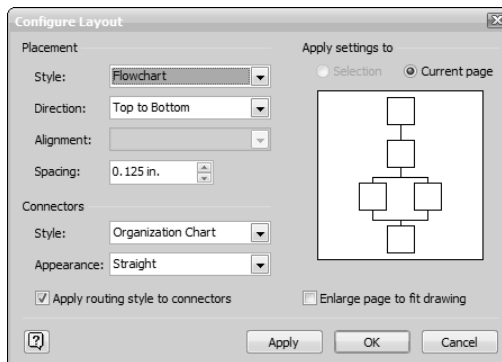 Configure Layout
Placement
Style: Flowchart
Direction: Top to Bottom
Alignment:
Spacing: 0.125 in.
Connectors
Style: Organization Chart
Appearance: Straight
Apply routing style to connectors
Apply settings to
Selection Current page
Enlarge page to fit drawing
? Apply OK Cancel